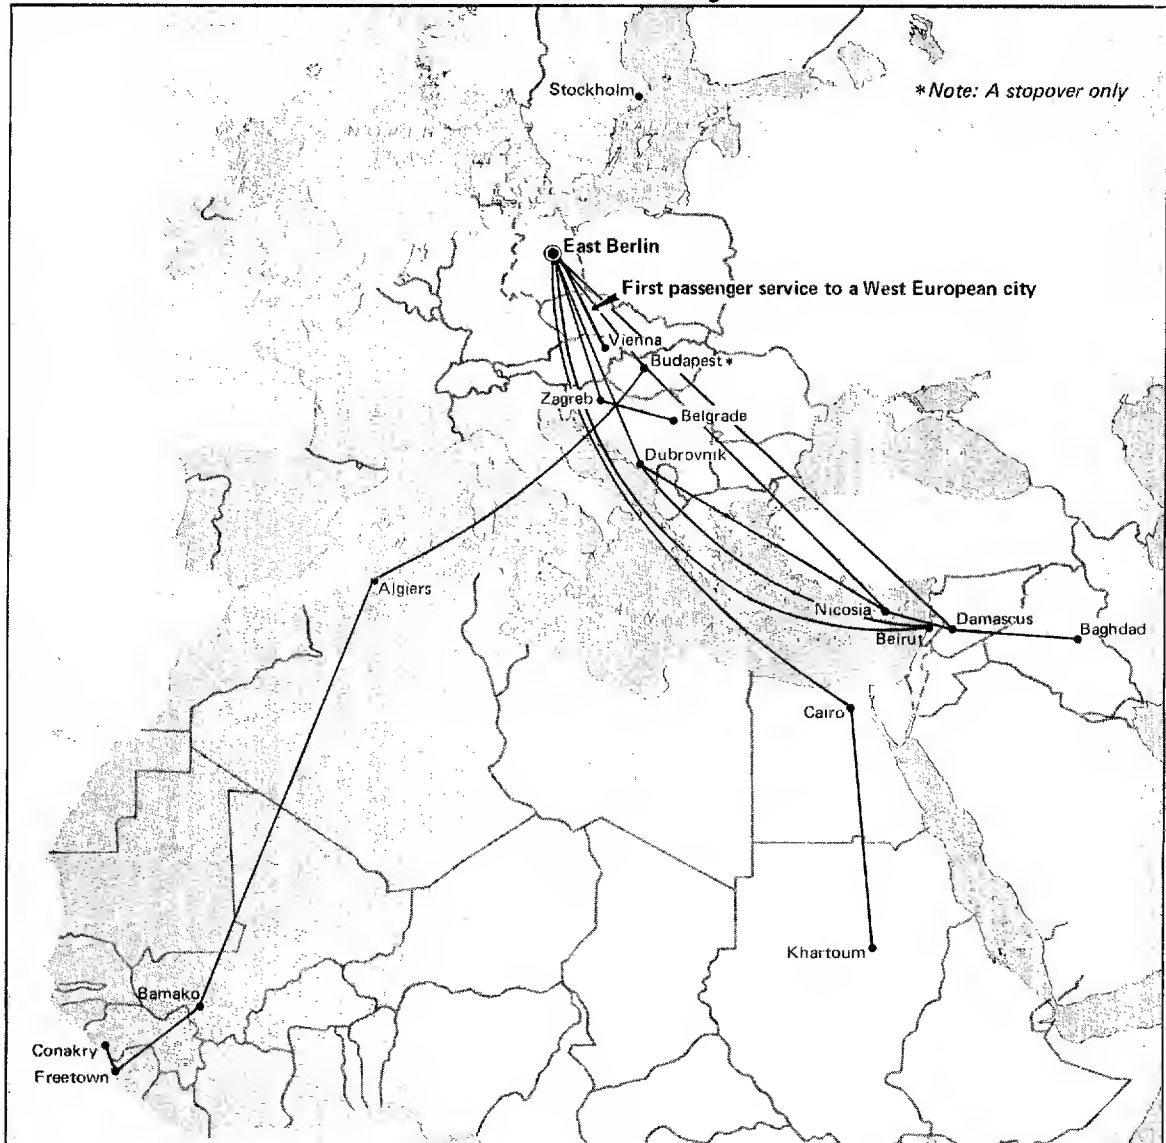 Stockholm
*Note: A stopover only
East Berlin
First passenger service to a West European city
Vienna
Budapest*
Zagreb
Belgrade
Dubrovnik
Algiers
Nicosia
Damascus
Beirut
Baghdad
Cairo
Khartoum
Bamako
Conakry
Freetown